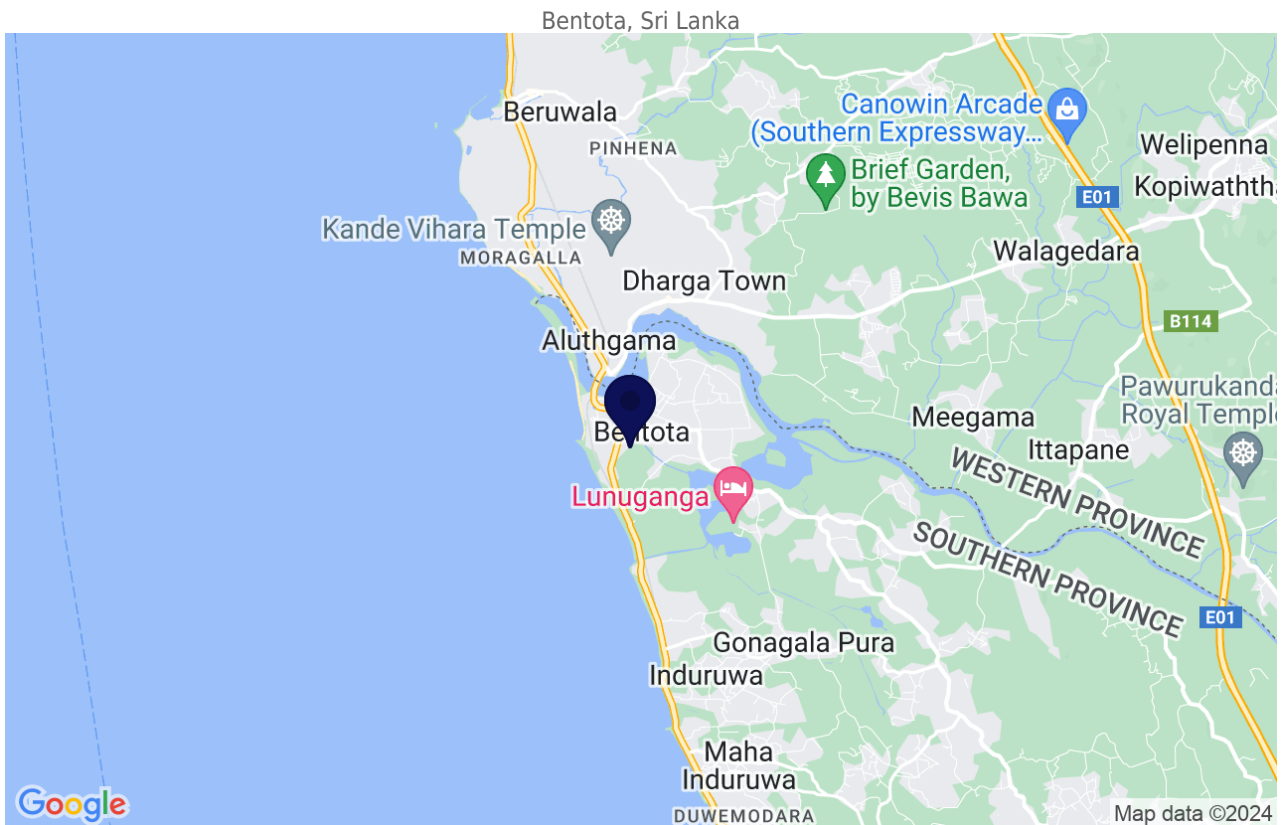 Bentota, Sri Lanka
Beruwala
PINHENA
Canowin Arcade
(Southern Expressway...
Welipenna
Brief Garden,
by Bevis Bawa
Kopiwaththa
E01
Kande Vihara Temple
MORAGALLA
Walagedara
Dharga Town
B114
Aluthgama
Pawurukanda
Royal Temple
Meegama
Bentota
Ittapane
WESTERN PROVINCE
Lunuganga
SOUTHERN PROVINCE
E01
Gonagala Pura
Induruwa
Maha
Induruwa
DUWEMODARA
Google
Map data ©2024